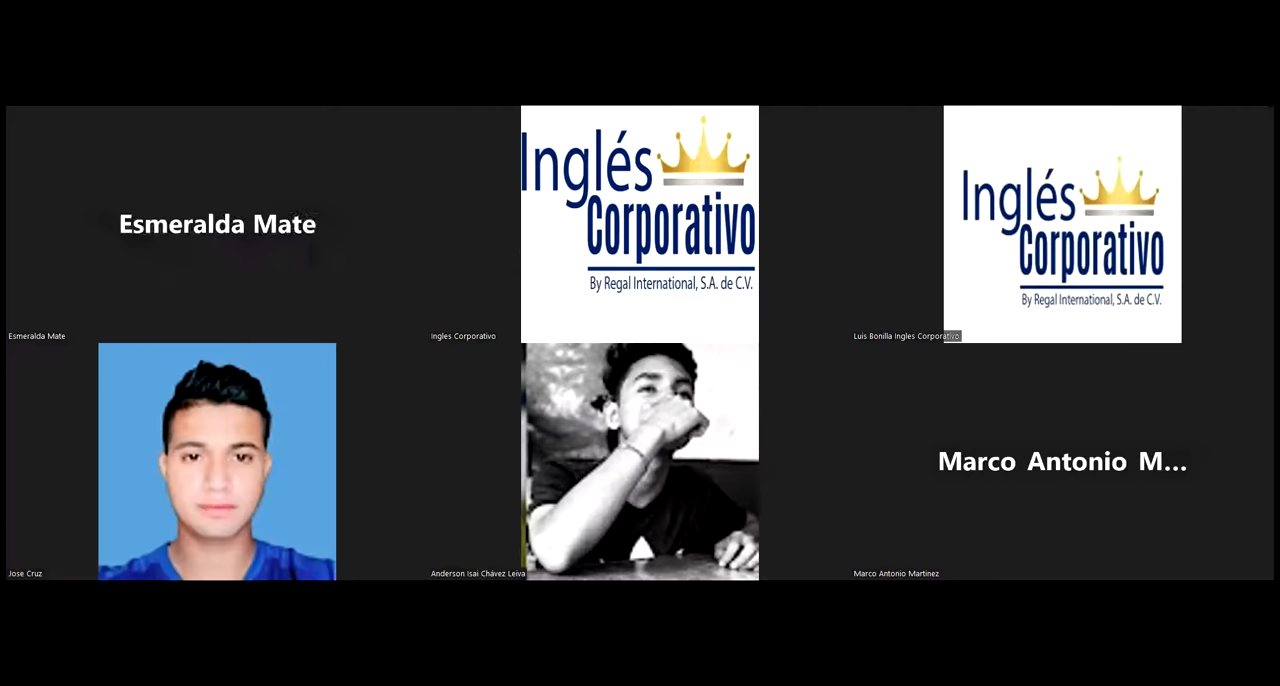 Esmeralda Mate
Esmeralda Mate
Inglés
Corporativo
By Regal International, S.A. de C.V.
Ingles Corporativo
Inglés
Corporativo
By Regal International, S.A. de C.V.
Luis Bonilla Ingles Corporativo
Jose Cruz
Anderson Isai Chávez Leiva
Marco Antonio M...
Marco Antonio Martinez